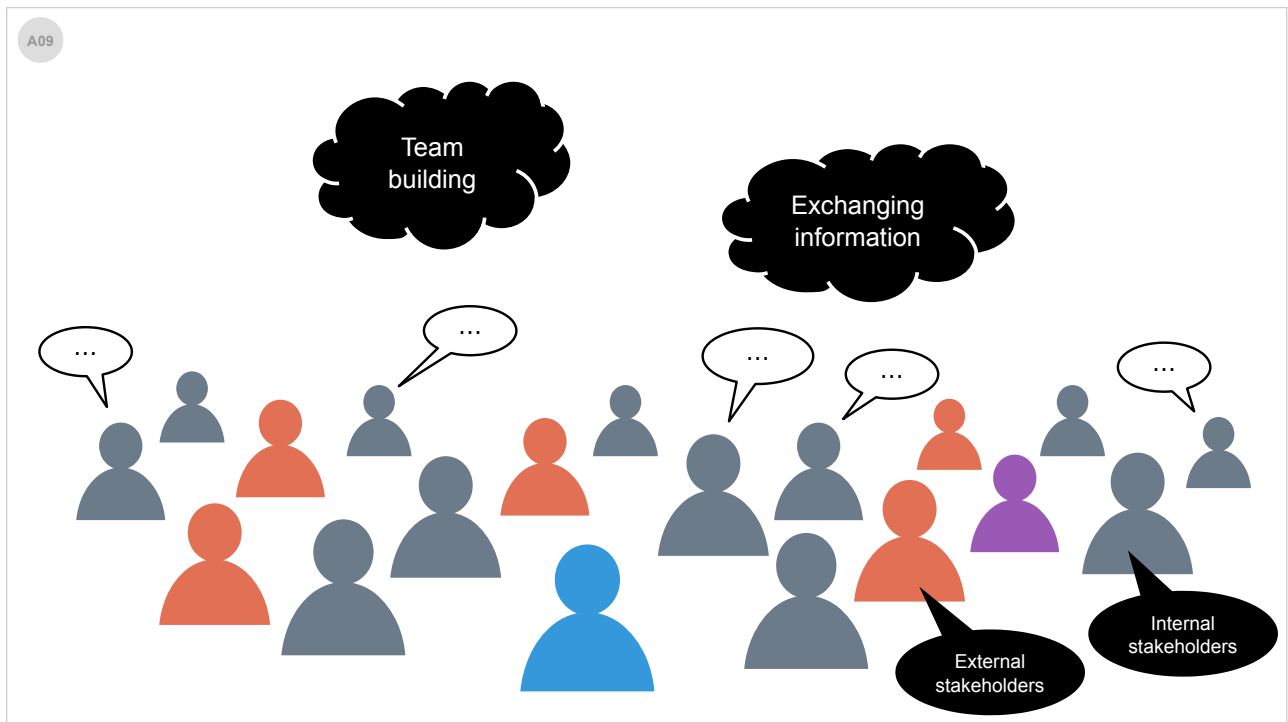 A09
Team
building
Exchanging
information
...
...
...
...
...
Internal
stakeholders
External
stakeholders